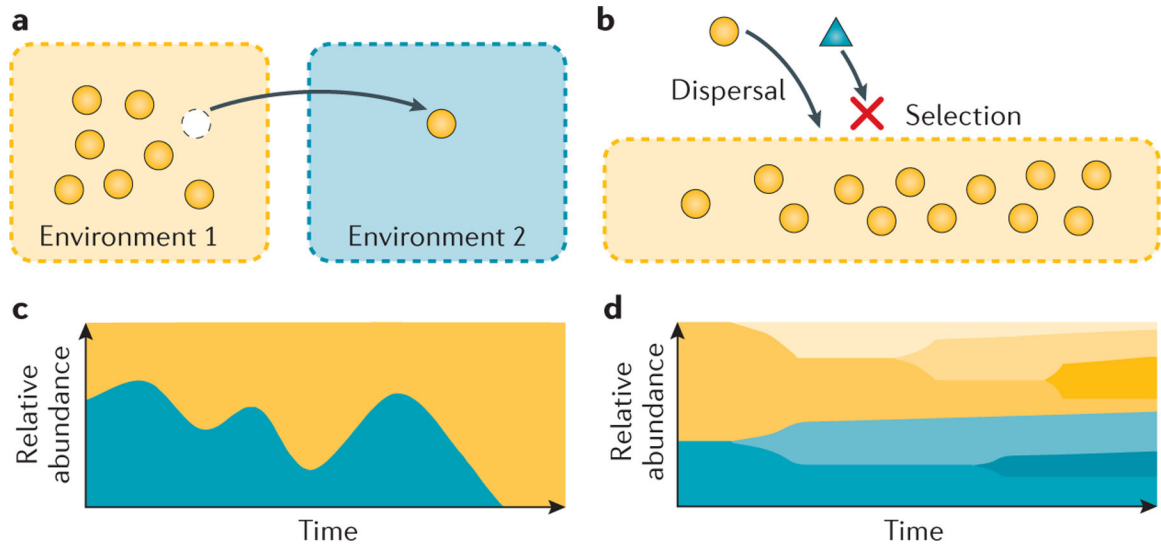 a
Environment 1
Environment 2
b
Dispersal
Selection
c
Relative
abundance
Time
d
Relative
abundance
Time